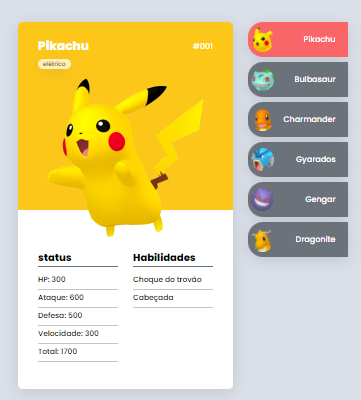 Pikachu #001
elétrico
status
HP: 300
Ataque: 600
Defesa: 500
Velocidade: 300
Total: 1700
Habilidades
Choque do trovão
Cabeçada
Pikachu
Bulbasaur
Charmander
Gyarados
Gengar
Dragonite